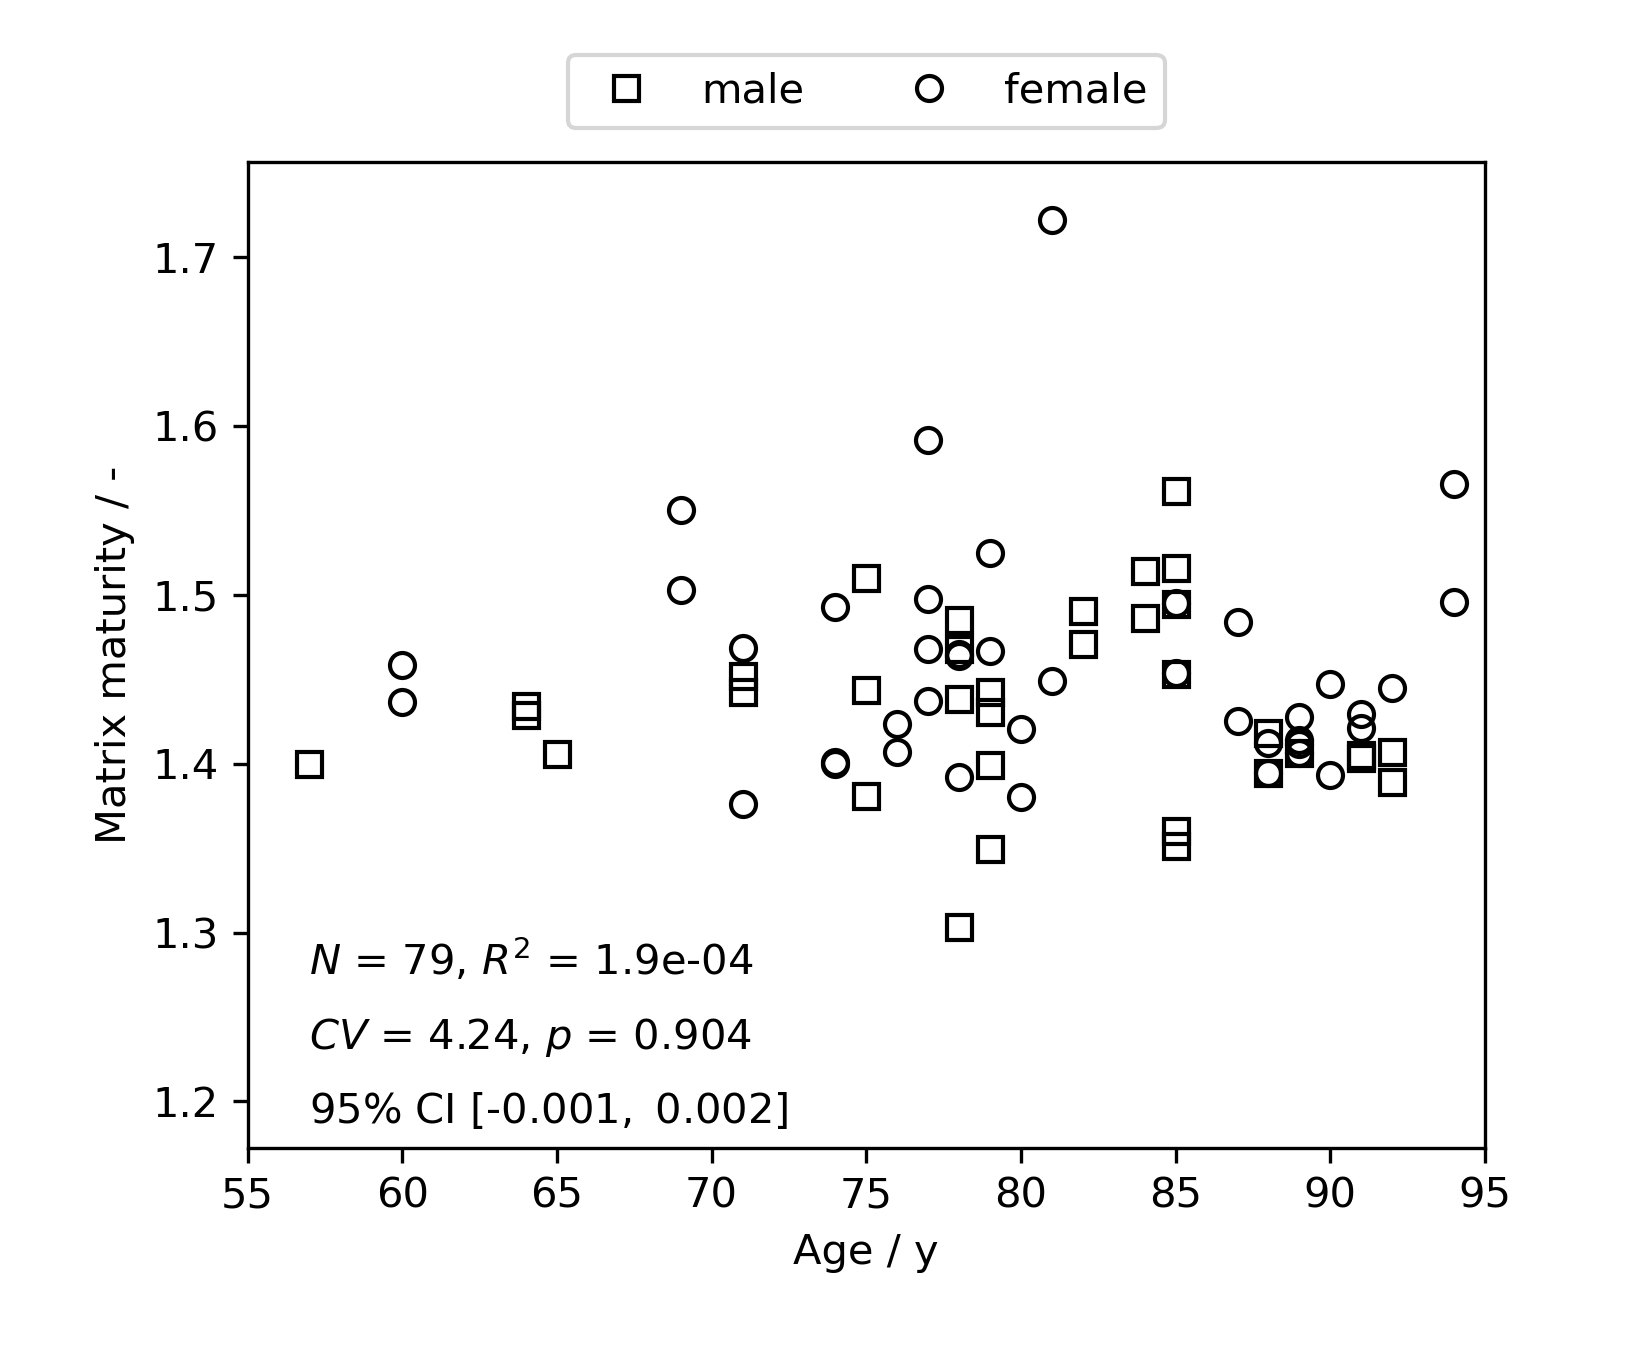 male female
1.7
1.6
1.5
1.4
1.3
1.2
Matrix maturity / -
N = 79, R² = 1.9e-04
CV = 4.24, p = 0.904
95% CI [-0.001, 0.002]
55 60 65 70 75 80 85 90 95
Age / y